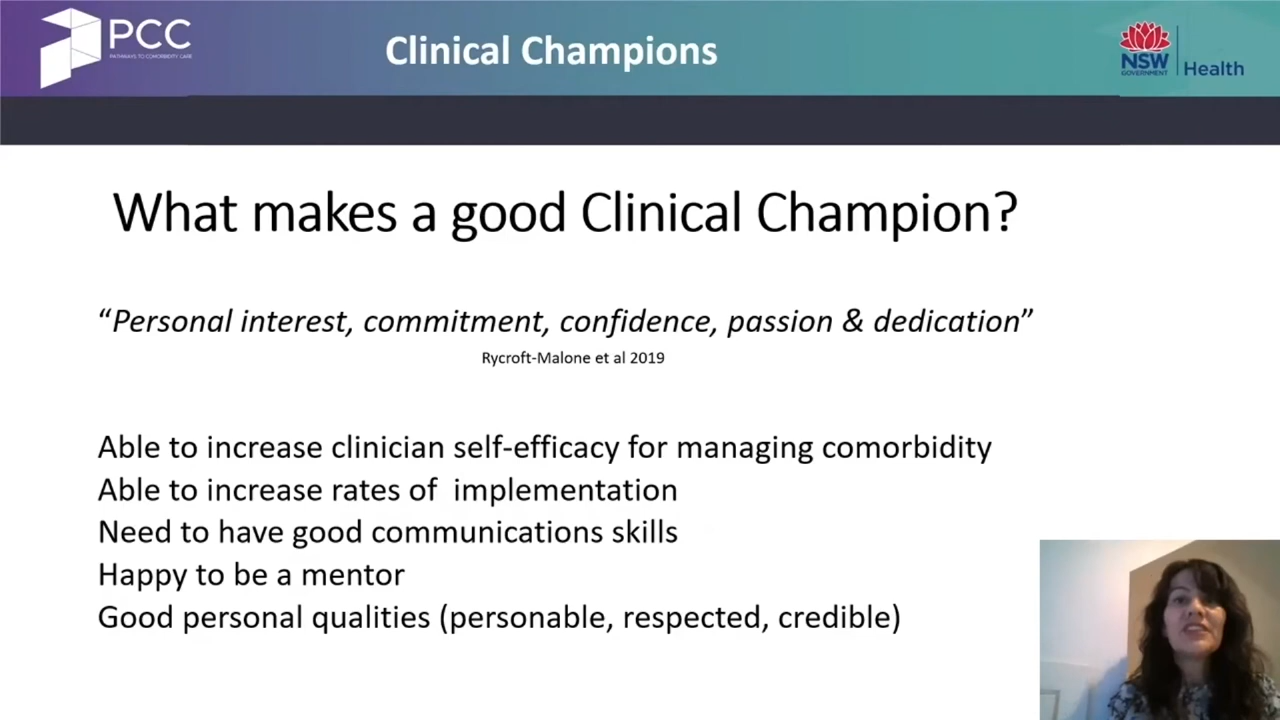 PCC
PATHWAYS TO COMORBIDITY CARE
Clinical Champions
NSW
GOVERNMENT
Health
What makes a good Clinical Champion?
“Personal interest, commitment, confidence, passion & dedication”
Rycroft-Malone et al 2019
Able to increase clinician self-efficacy for managing comorbidity
Able to increase rates of  implementation
Need to have good communications skills
Happy to be a mentor
Good personal qualities (personable, respected, credible)